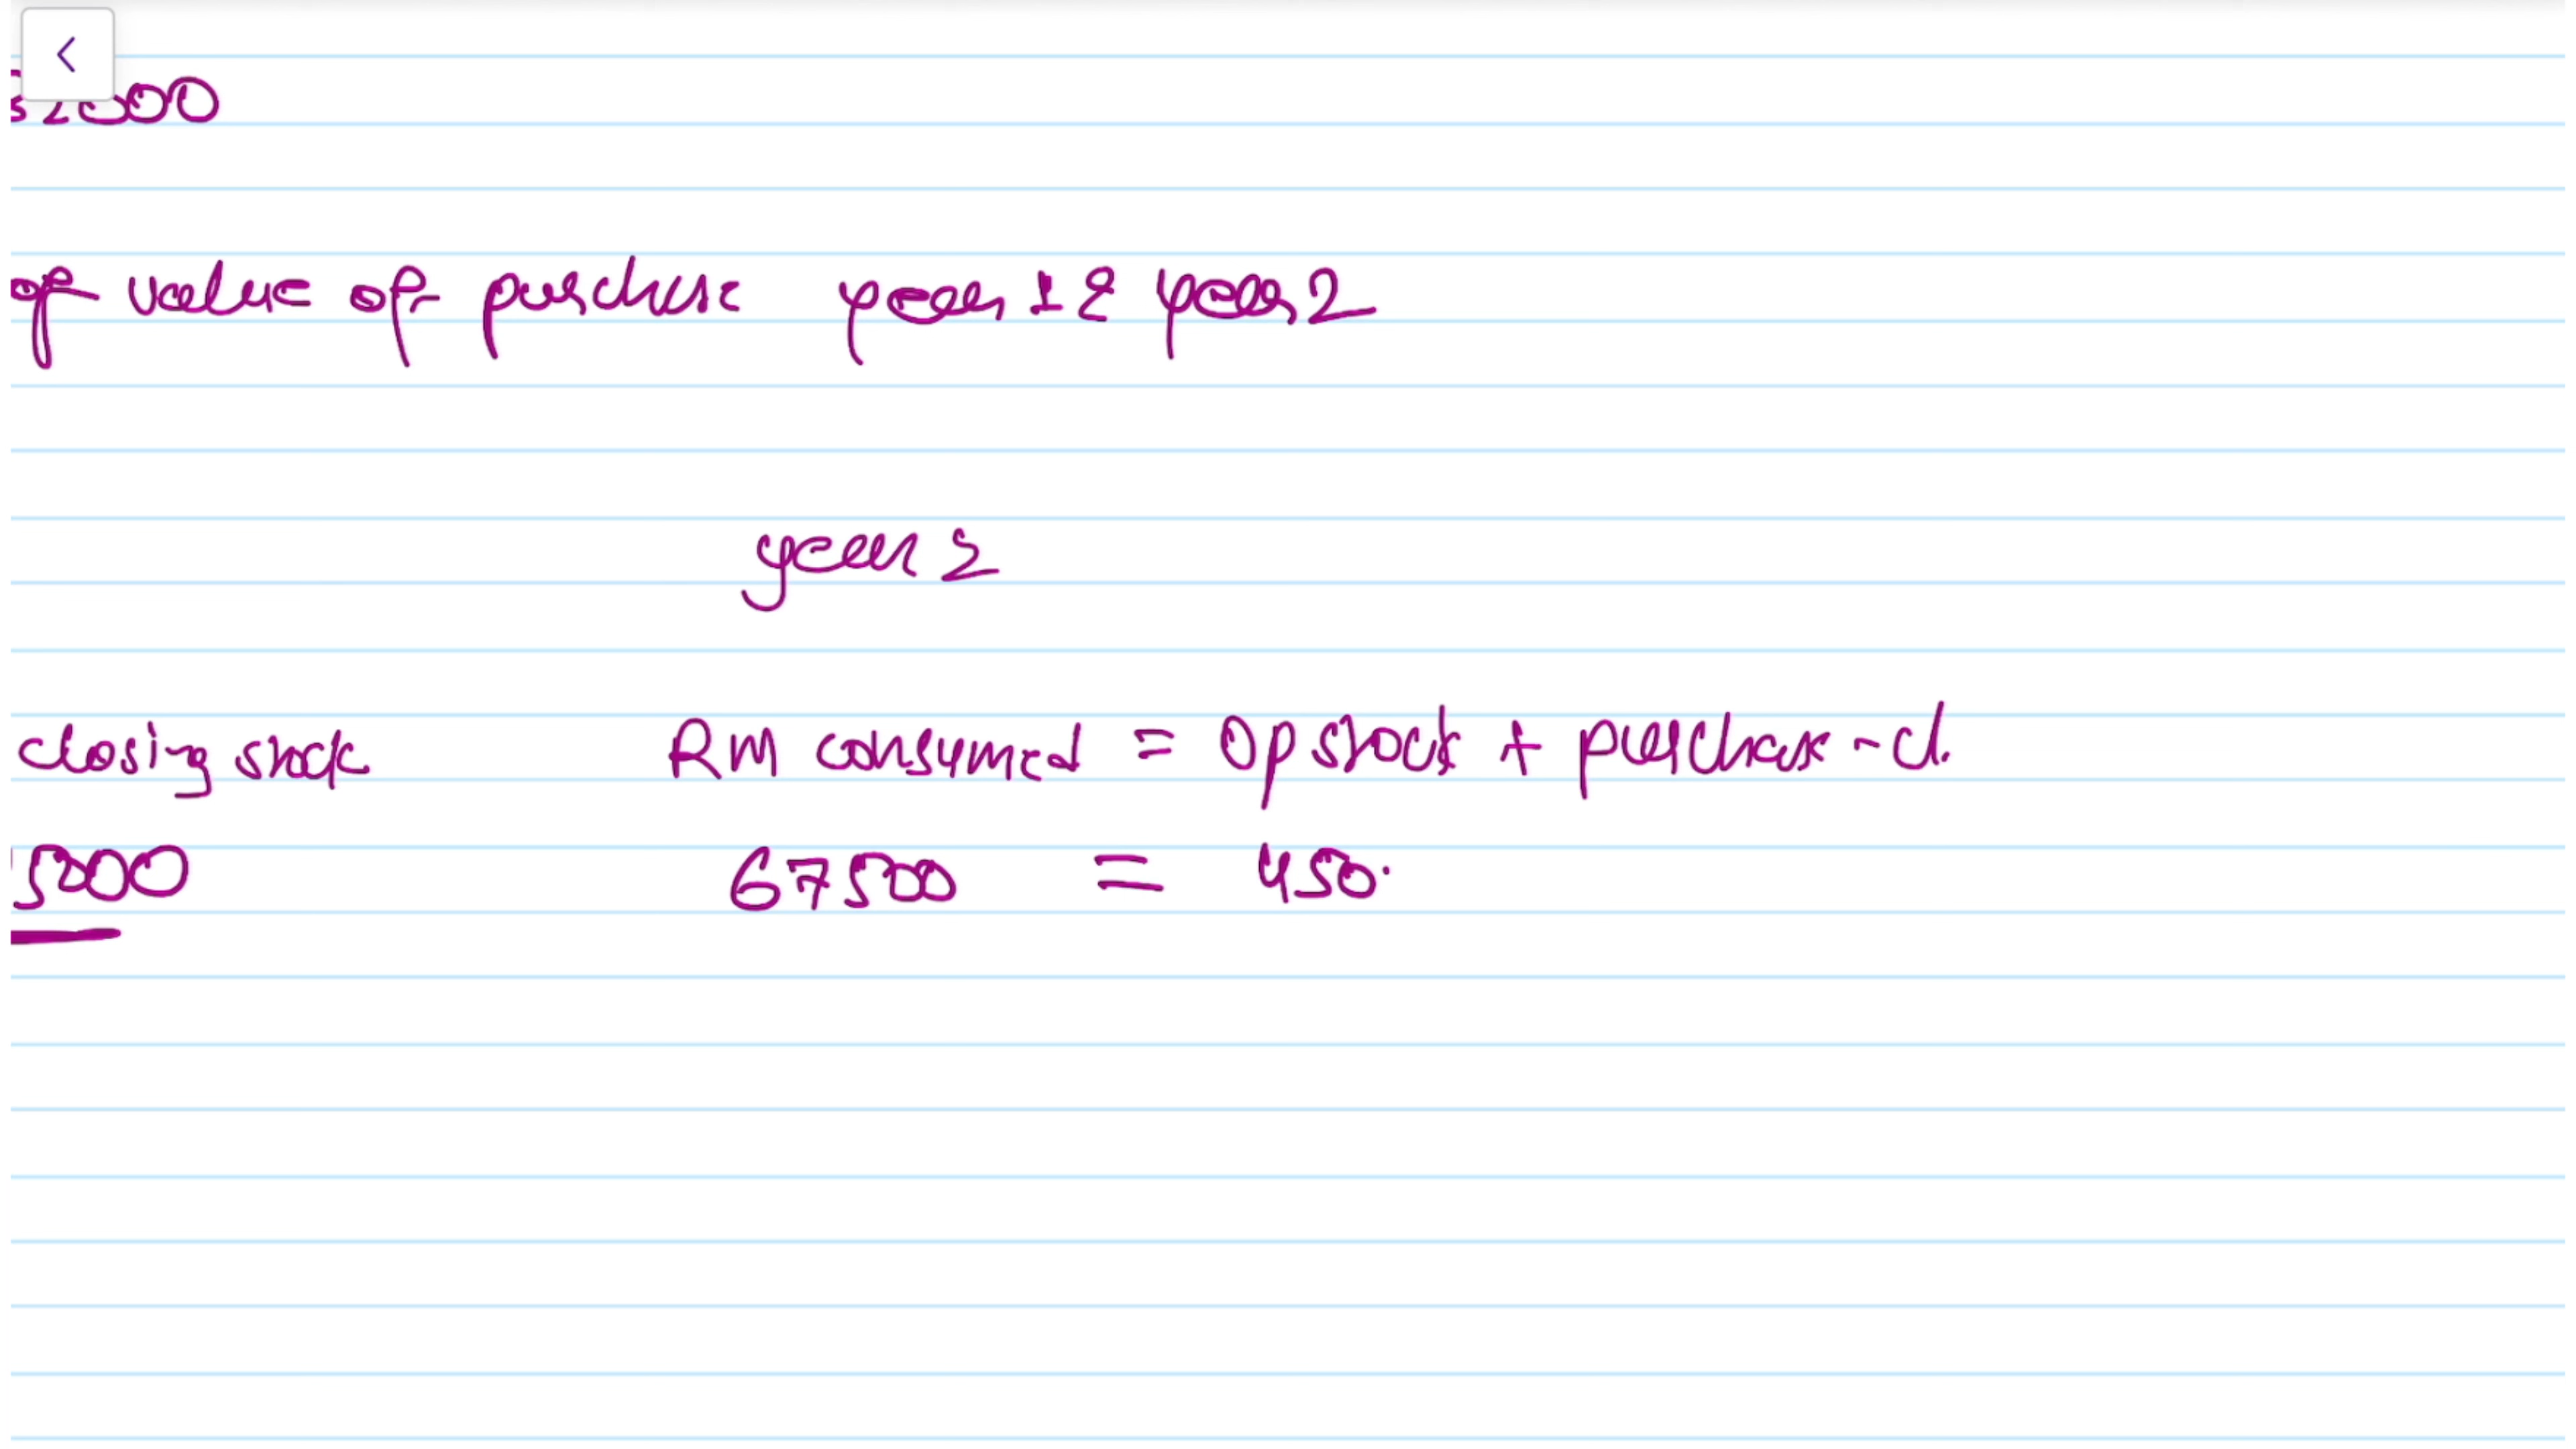 2500
of value of purchase year 1 & year 2
year 2
closing stock RM consumed = Op stock + purchase - cl.
5000 67500 = 450.